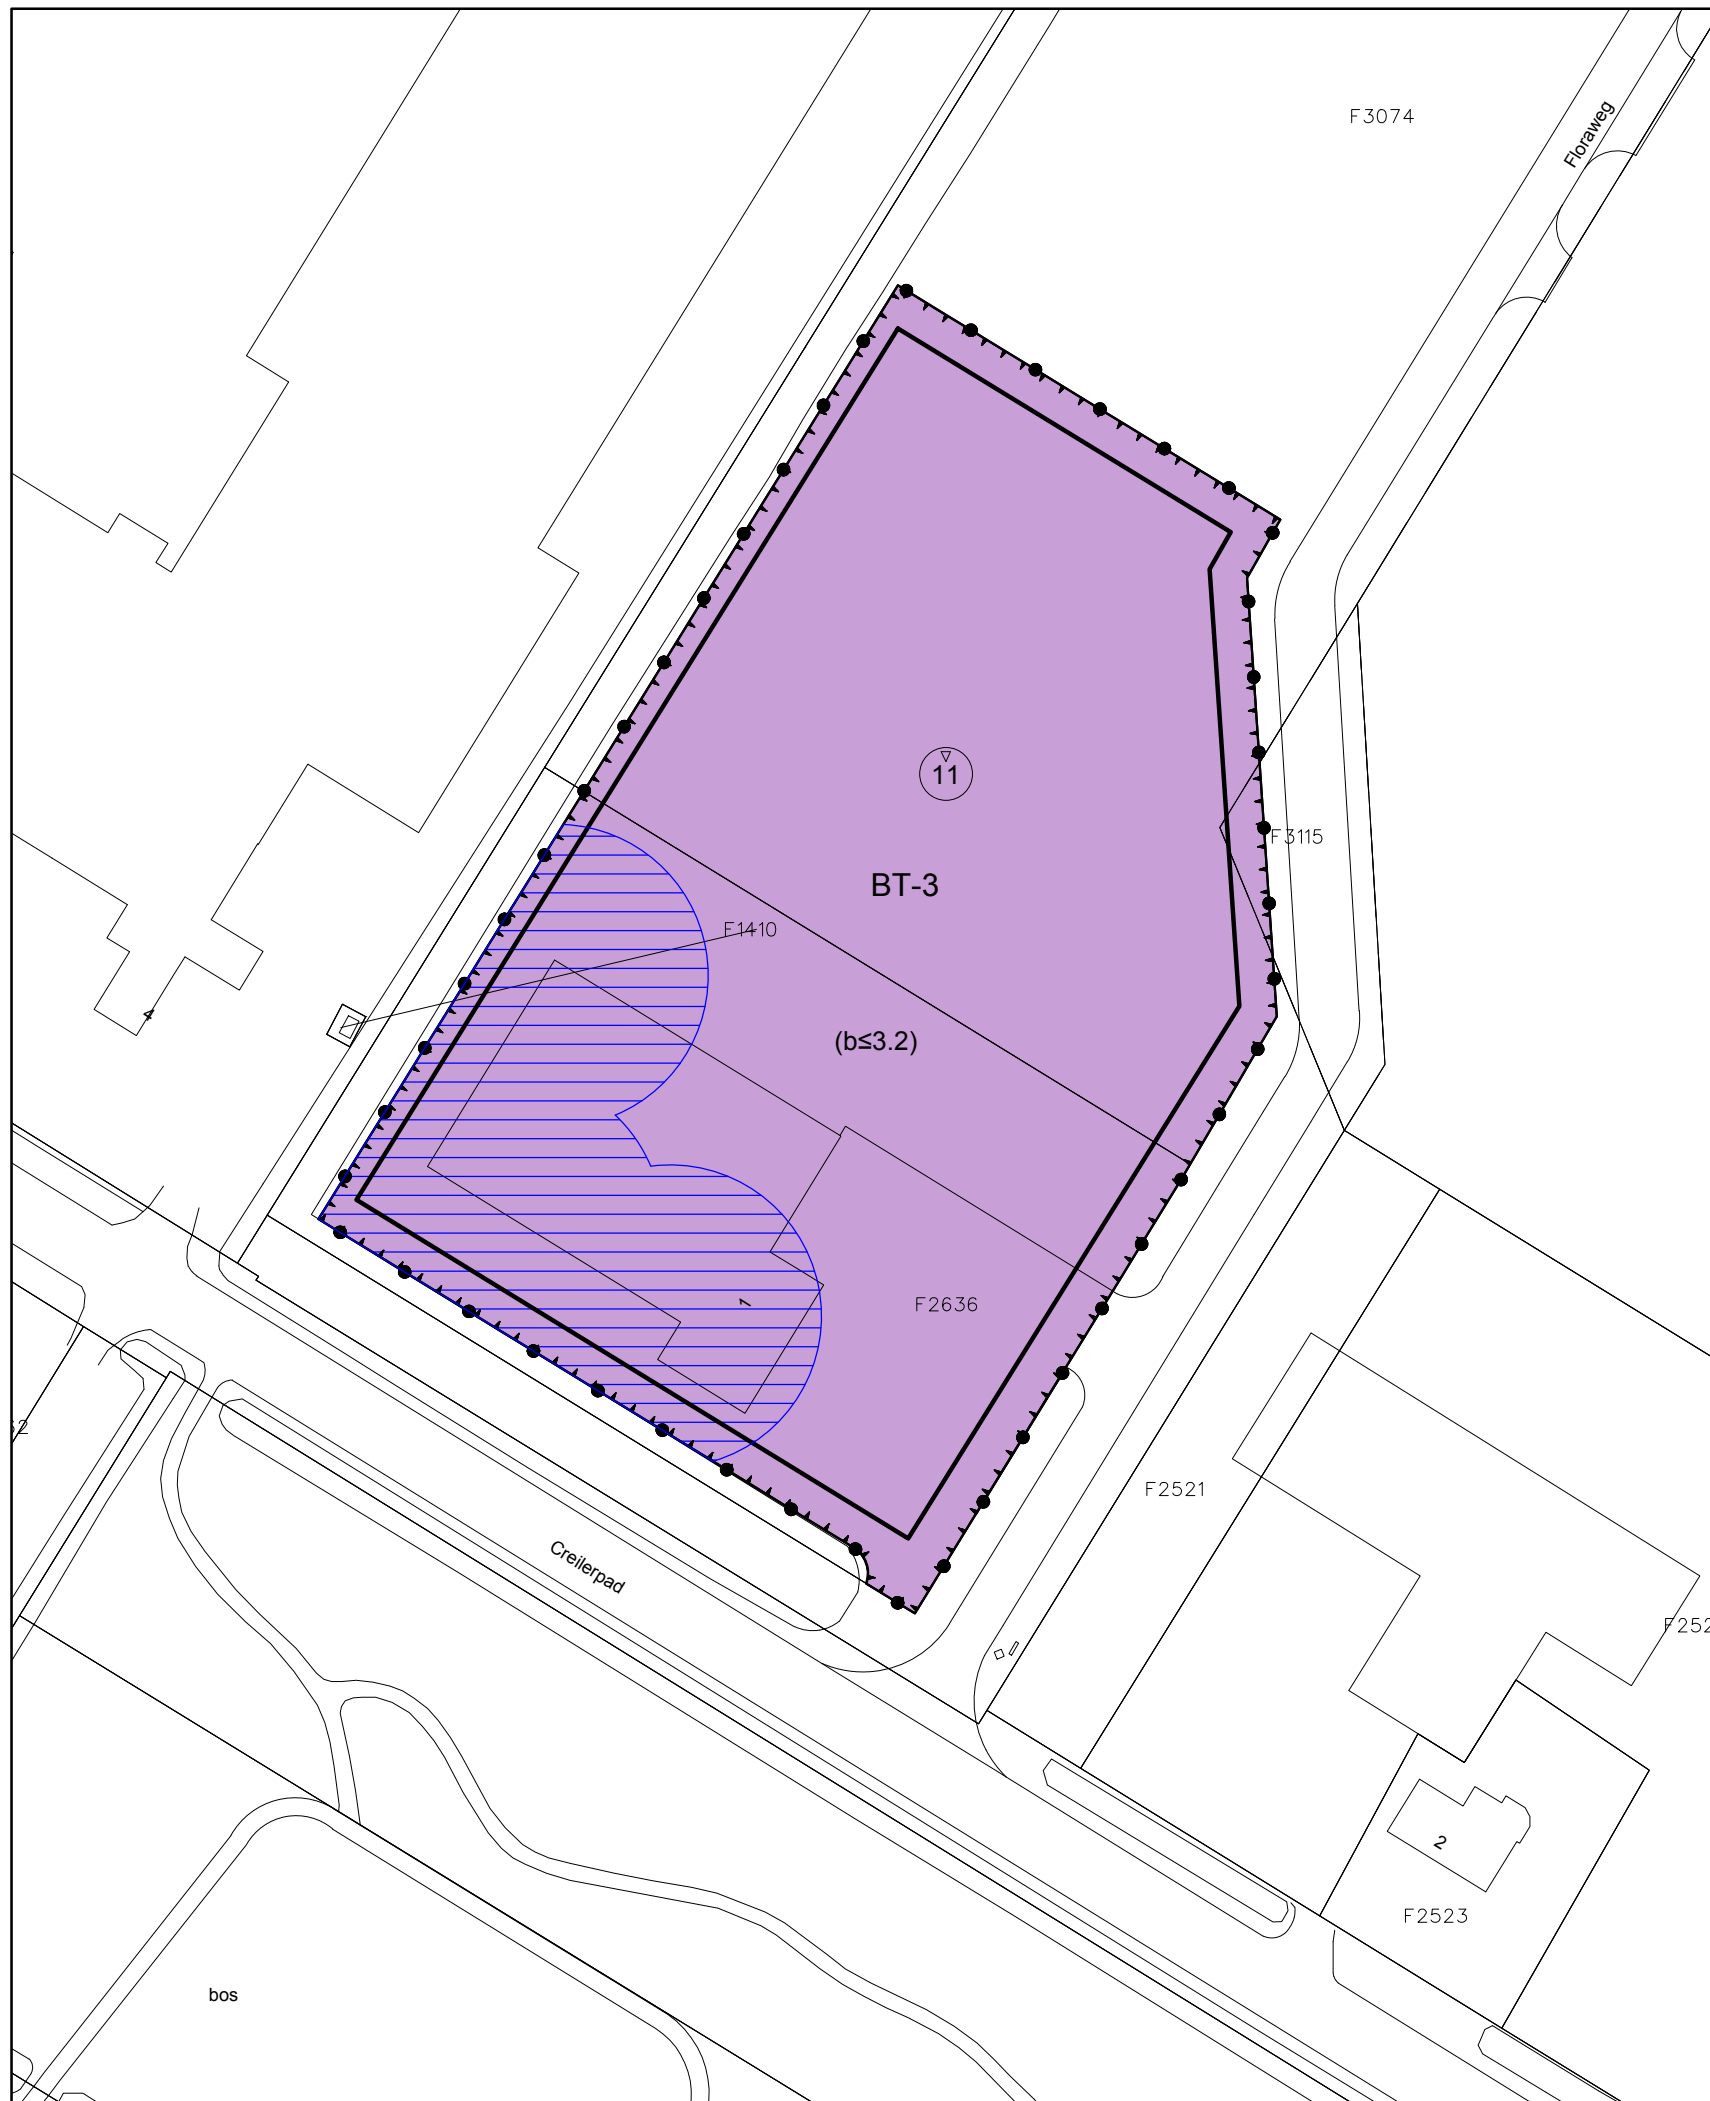 F3074
Floraweg
11
F3115
BT-3
F1410
4
(b≤3.2)
1
F2636
F2521
Creilerpad
2
F2523
bos